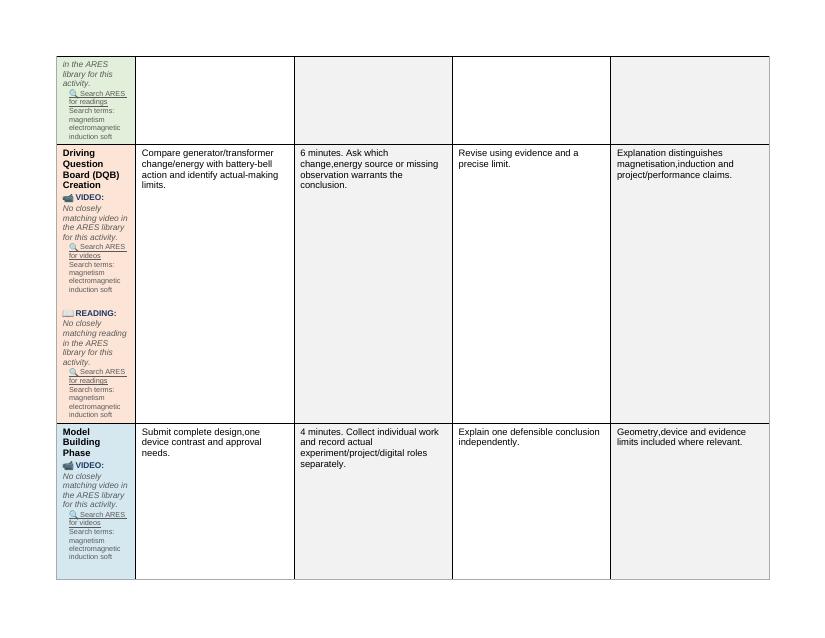 in the ARES
library for this
activity.
🔍 Search ARES
for readings
Search terms:
magnetism
electromagnetic
induction soft
Driving
Question
Board (DQB)
Creation
📹 VIDEO:
No closely
matching video in
the ARES library
for this activity.
🔍 Search ARES
for videos
Search terms:
magnetism
electromagnetic
induction soft
📖 READING:
No closely
matching reading
in the ARES
library for this
activity.
🔍 Search ARES
for readings
Search terms:
magnetism
electromagnetic
induction soft
Compare generator/transformer
change/energy with battery-bell
action and identify actual-making
limits.
6 minutes. Ask which
change,energy source or missing
observation warrants the
conclusion.
Revise using evidence and a
precise limit.
Explanation distinguishes
magnetisation,induction and
project/performance claims.
Model
Building
Phase
📹 VIDEO:
No closely
matching video in
the ARES library
for this activity.
🔍 Search ARES
for videos
Search terms:
magnetism
electromagnetic
induction soft
Submit complete design,one
device contrast and approval
needs.
4 minutes. Collect individual work
and record actual
experiment/project/digital roles
separately.
Explain one defensible conclusion
independently.
Geometry,device and evidence
limits included where relevant.